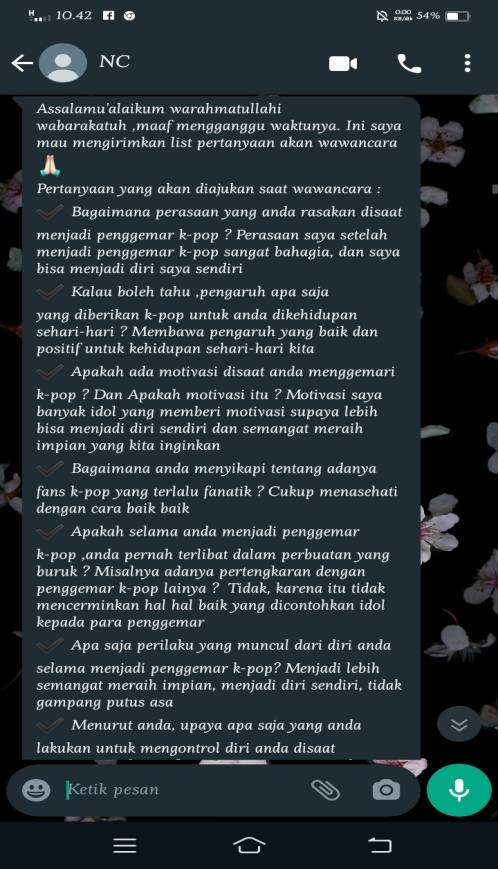 H
10.42
0.00
KB/dtk
54%
NC
Assalamu'alaikum warahmatullahi
wabarakatuh ,maaf mengganggu waktunya. Ini saya
mau mengirimkan list pertanyaan akan wawancara
🙏🏻
Pertanyaan yang akan diajukan saat wawancara :
✔️ Bagaimana perasaan yang anda rasakan disaat
menjadi penggemar k-pop ? Perasaan saya setelah
menjadi penggemar k-pop sangat bahagia, dan saya
bisa menjadi diri saya sendiri
✔️ Kalau boleh tahu ,pengaruh apa saja
yang diberikan k-pop untuk anda dikehidupan
sehari-hari ? Membawa pengaruh yang baik dan
positif untuk kehidupan sehari-hari kita
✔️ Apakah ada motivasi disaat anda menggemari
k-pop ? Dan Apakah motivasi itu ? Motivasi saya
banyak idol yang memberi motivasi supaya lebih
bisa menjadi diri sendiri dan semangat meraih
impian yang kita inginkan
✔️ Bagaimana anda menyikapi tentang adanya
fans k-pop yang terlalu fanatik ? Cukup menasehati
dengan cara baik baik
✔️ Apakah selama anda menjadi penggemar
k-pop ,anda pernah terlibat dalam perbuatan yang
buruk ? Misalnya adanya pertengkaran dengan
penggemar k-pop lainya ? Tidak, karena itu tidak
mencerminkan hal hal baik yang dicontohkan idol
kepada para penggemar
✔️ Apa saja perilaku yang muncul dari diri anda
selama menjadi penggemar k-pop? Menjadi lebih
semangat meraih impian, menjadi diri sendiri, tidak
gampang putus asa
✔️ Menurut anda, upaya apa saja yang anda
lakukan untuk mengontrol diri anda disaat
Ketik pesan